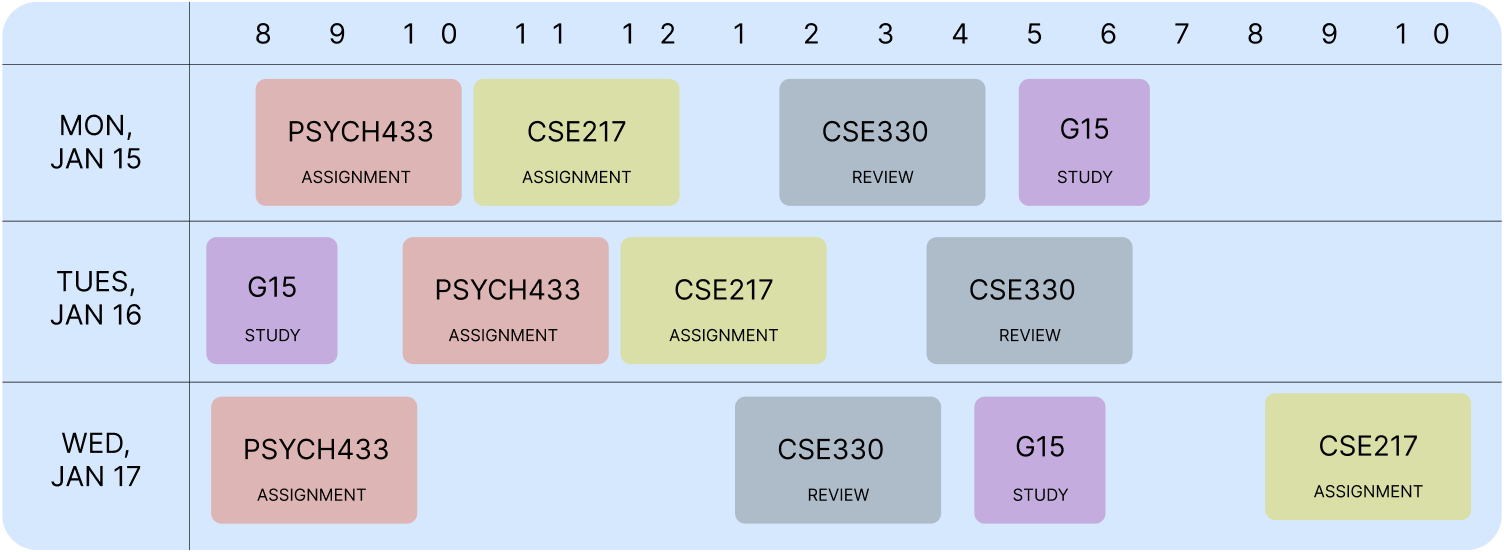 8 9 10 11 12 1 2 3 4 5 6 7 8 9 10
MON,
JAN 15
PSYCH433
ASSIGNMENT
CSE217
ASSIGNMENT
CSE330
REVIEW
G15
STUDY
TUES,
JAN 16
G15
STUDY
PSYCH433
ASSIGNMENT
CSE217
ASSIGNMENT
CSE330
REVIEW
WED,
JAN 17
PSYCH433
ASSIGNMENT
CSE330
REVIEW
G15
STUDY
CSE217
ASSIGNMENT